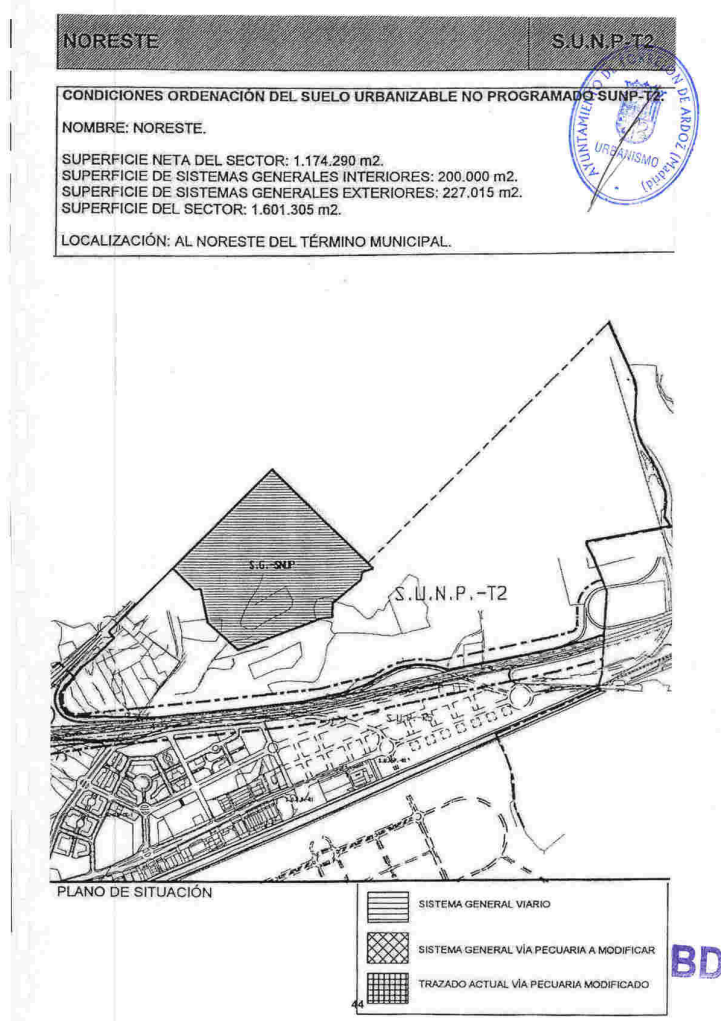 NORESTE S.U.N.P-T2
CONDICIONES ORDENACIÓN DEL SUELO URBANIZABLE NO PROGRAMADO SUNP-T2:
NOMBRE: NORESTE.
SUPERFICIE NETA DEL SECTOR: 1.174.290 m2.
SUPERFICIE DE SISTEMAS GENERALES INTERIORES: 200.000 m2.
SUPERFICIE DE SISTEMAS GENERALES EXTERIORES: 227.015 m2.
SUPERFICIE DEL SECTOR: 1.601.305 m2.
LOCALIZACIÓN: AL NORESTE DEL TÉRMINO MUNICIPAL.
AYUNTAMIENTO DE TORREJÓN DE ARDOZ (Madrid)
URBANISMO
S.G.-SNUP
S.U.N.P.-T2
PLANO DE SITUACIÓN
SISTEMA GENERAL VIARIO
SISTEMA GENERAL VÍA PECUARIA A MODIFICAR
TRAZADO ACTUAL VÍA PECUARIA MODIFICADO
44
BD